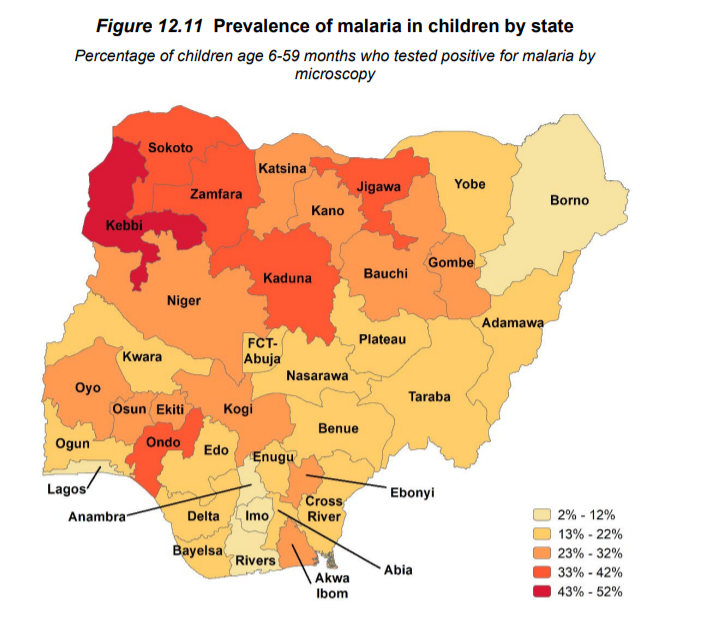 Figure 12.11 Prevalence of malaria in children by state
Percentage of children age 6-59 months who tested positive for malaria by
microscopy
Sokoto
Katsina
Zamfara
Jigawa
Yobe
Borno
Kano
Kebbi
Gombe
Bauchi
Kaduna
Niger
Adamawa
FCT-
Abuja
Plateau
Kwara
Nasarawa
Oyo
Taraba
Osun
Ekiti
Kogi
Benue
Ogun
Ondo
Edo
Enugu
Lagos
Ebonyi
Anambra
Delta
Imo
Cross
River
Bayelsa
Rivers
Abia
Akwa
Ibom
2% - 12%
13% - 22%
23% - 32%
33% - 42%
43% - 52%